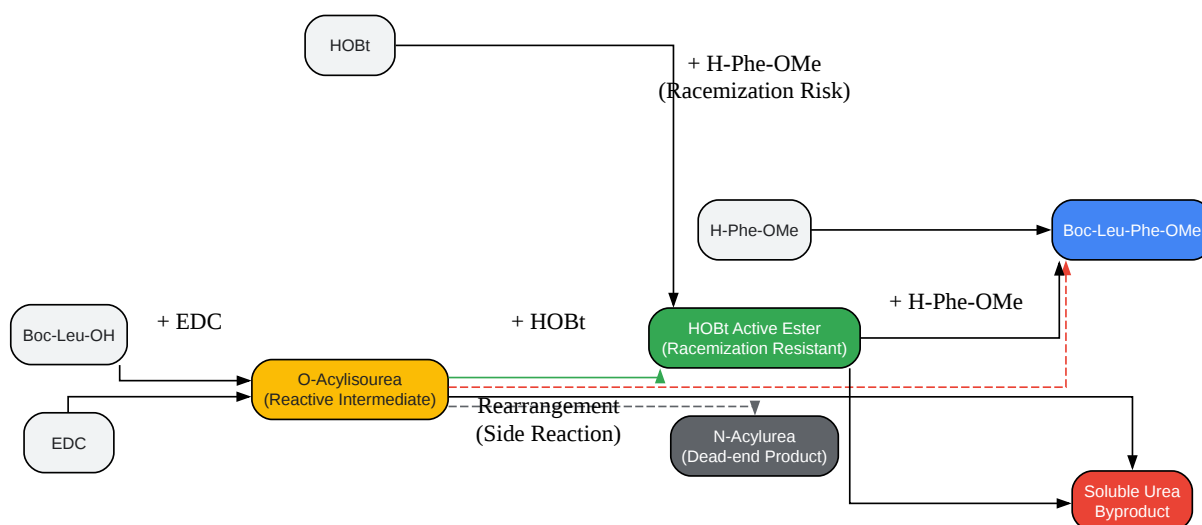 HOBt
+ H-Phe-OMe
(Racemization Risk)
H-Phe-OMe
Boc-Leu-Phe-OMe
Boc-Leu-OH
+ EDC
+ HOBt
HOBt Active Ester
(Racemization Resistant)
+ H-Phe-OMe
O-Acylisourea
(Reactive Intermediate)
EDC
Rearrangement
(Side Reaction)
N-Acylurea
(Dead-end Product)
Soluble Urea
Byproduct